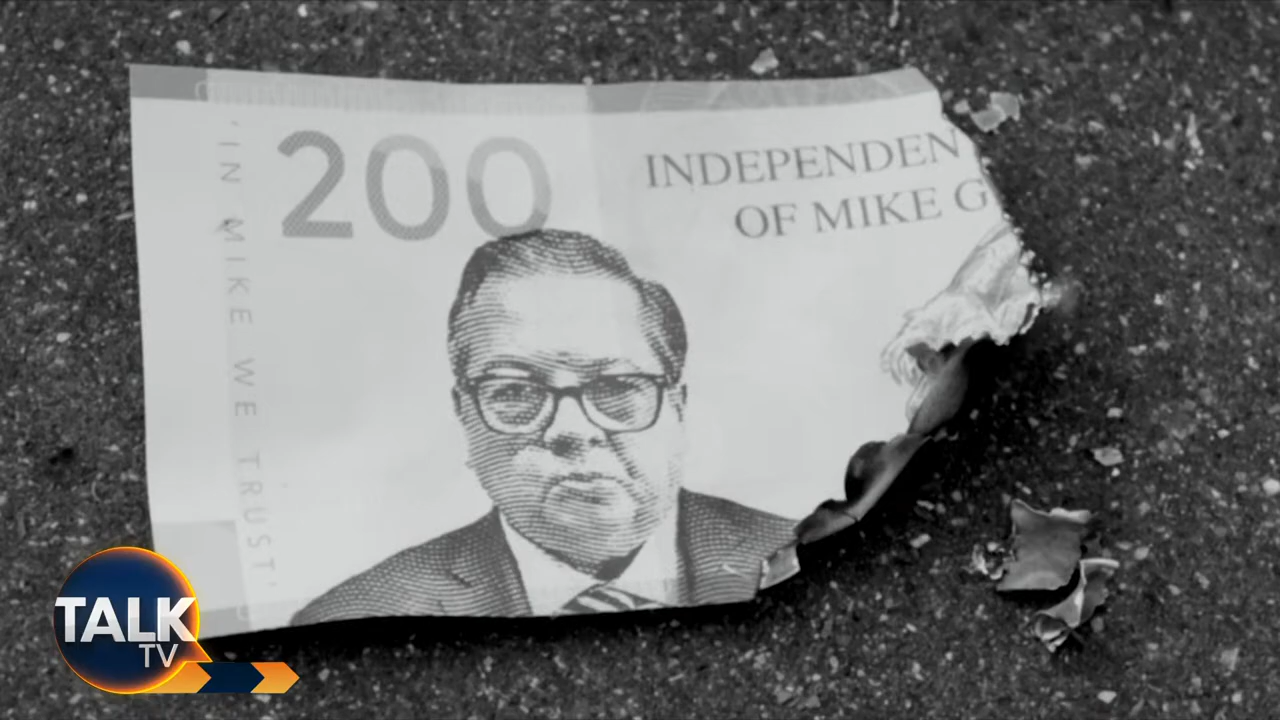 200
INDEPENDEN
OF MIKE G
'IN MIKE WE TRUST'
TALK
TV